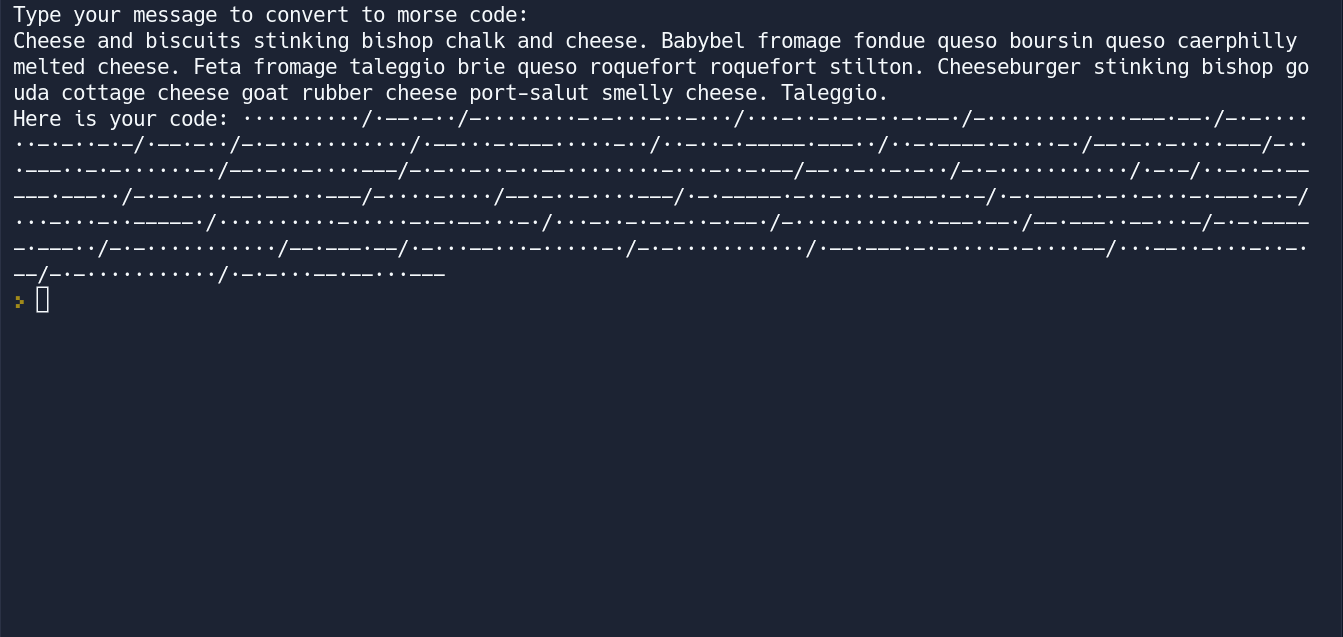 Type your message to convert to morse code:
Cheese and biscuits stinking bishop chalk and cheese. Babybel fromage fondue queso boursin queso caerphilly
melted cheese. Feta fromage taleggio brie queso roquefort roquefort stilton. Cheeseburger stinking bishop go
uda cottage cheese goat rubber cheese port-salut smelly cheese. Taleggio.
Here is your code: ··········/·--·-··/-········-·-···-··-···/···-··-·-·-··-·--·/-············---·--·/-·-····
··-·-··-·-/·--·-··/-·-···········/·--···-·---·····-··/··-··-·-----·---··/··-·----·-····-·/--·-··-····---/-··
·---··-·-······-·/--·-··-····---/-·-··-··-··--········-···-··-·--/--··-··-·-··/-·-···········/·-·-/··-··-·--
---·---··/-·-·-···--·--···---/-····-····/--·-··-····---/·-·-----·-··-···-·---·-·-/·-·-----·-··-···-·---·-·-/
···-···-··-----·/··········-·····-·-·--···-·/···-··-·-·-··-·--·/-············---·--·/--·---··--···-/-·-·----
-·---··/-·-···········/--·---·--/·-···--···-·····-·/-·-···········/·--·---·-·-····-·-····--/···--··-···-··-·
--/-·-···········/·-·-···--·--···---